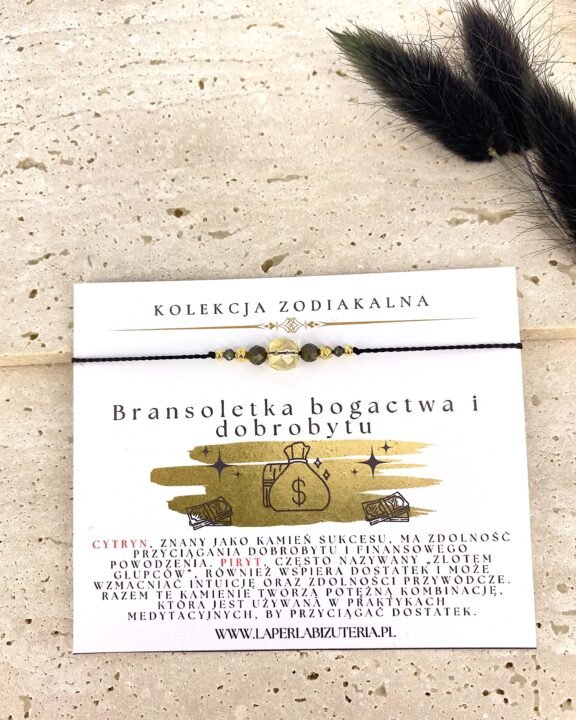 KOLEKCJA ZODIAKALNA
Bransoletka bogactwa i
dobrobytu
$
CYTRYN, ZNANY JAKO KAMIEŃ SUKCESU, MA ZDOLNOŚĆ
PRZYCIĄGANIA DOBROBYTU I FINANSOWEGO
POWODZENIA. PIRYT, CZĘSTO NAZYWANY „ZŁOTEM
GŁUPCÓW”, RÓWNIEŻ WSPIERA DOSTATEK I MOŻE
WZMACNIAĆ INTUICJĘ ORAZ ZDOLNOŚCI PRZYWÓDCZE.
RAZEM TE KAMIENIE TWORZĄ POTĘŻNĄ KOMBINACJĘ,
KTÓRA JEST UŻYWANA W PRAKTYKACH
MEDYTACYJNYCH, BY PRZYCIĄGAĆ DOSTATEK.
WWW.LAPERLABIZUTERIA.PL